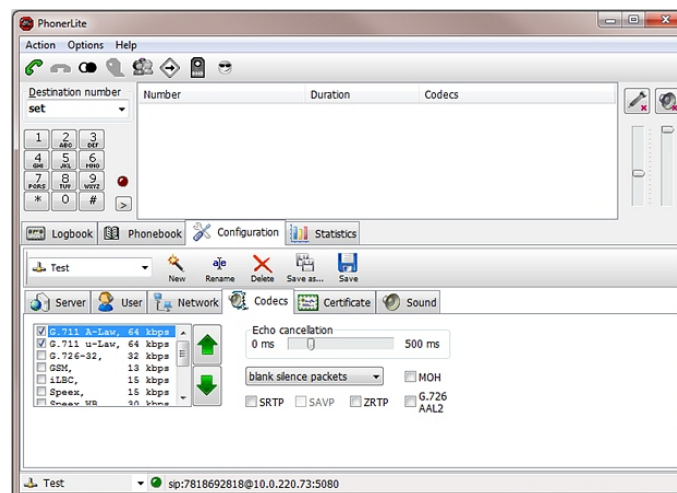 PhonerLite
Action Options Help
Destination number
set
Number Duration Codecs
1 2 ABC 3 DEF
4 GHI 5 JKL 6 MNO
7 PQRS 8 TUV 9 WXYZ
* 0 # >
Logbook Phonebook Configuration Statistics
Test
New Rename Delete Save as... Save
Server User Network Codecs Certificate Sound
G.711 A-Law, 64 kbps
G.711 u-Law, 64 kbps
G.726-32, 32 kbps
GSM, 13 kbps
iLBC, 15 kbps
Speex, 15 kbps
Speex WB 30 kbps
Echo cancellation
0 ms 500 ms
blank silence packets
MOH
SRTP SAVP ZRTP G.726 AAL2
Test sip:7818692818@10.0.220.73:5080